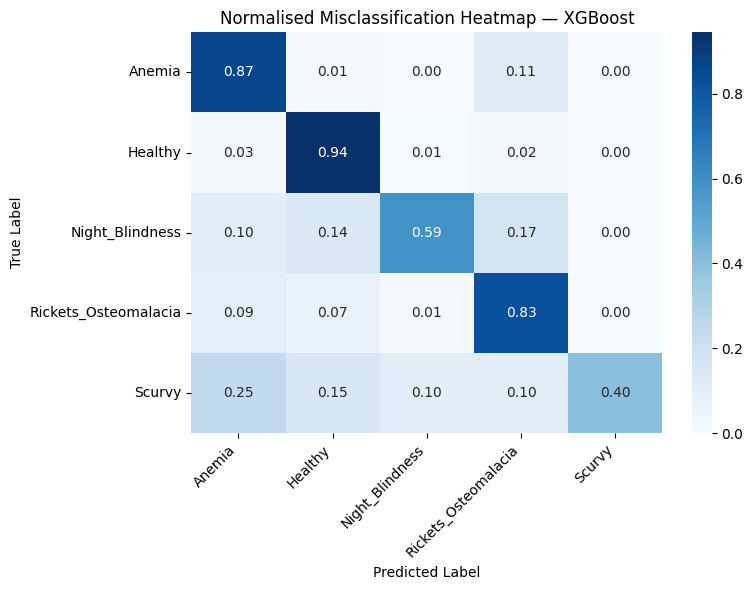 Normalised Misclassification Heatmap — XGBoost
Anemia 0.87 0.01 0.00 0.11 0.00
Healthy 0.03 0.94 0.01 0.02 0.00
Night_Blindness 0.10 0.14 0.59 0.17 0.00
Rickets_Osteomalacia 0.09 0.07 0.01 0.83 0.00
Scurvy 0.25 0.15 0.10 0.10 0.40
True Label
Anemia Healthy Night_Blindness Rickets_Osteomalacia Scurvy
Predicted Label
0.8
0.6
0.4
0.2
0.0